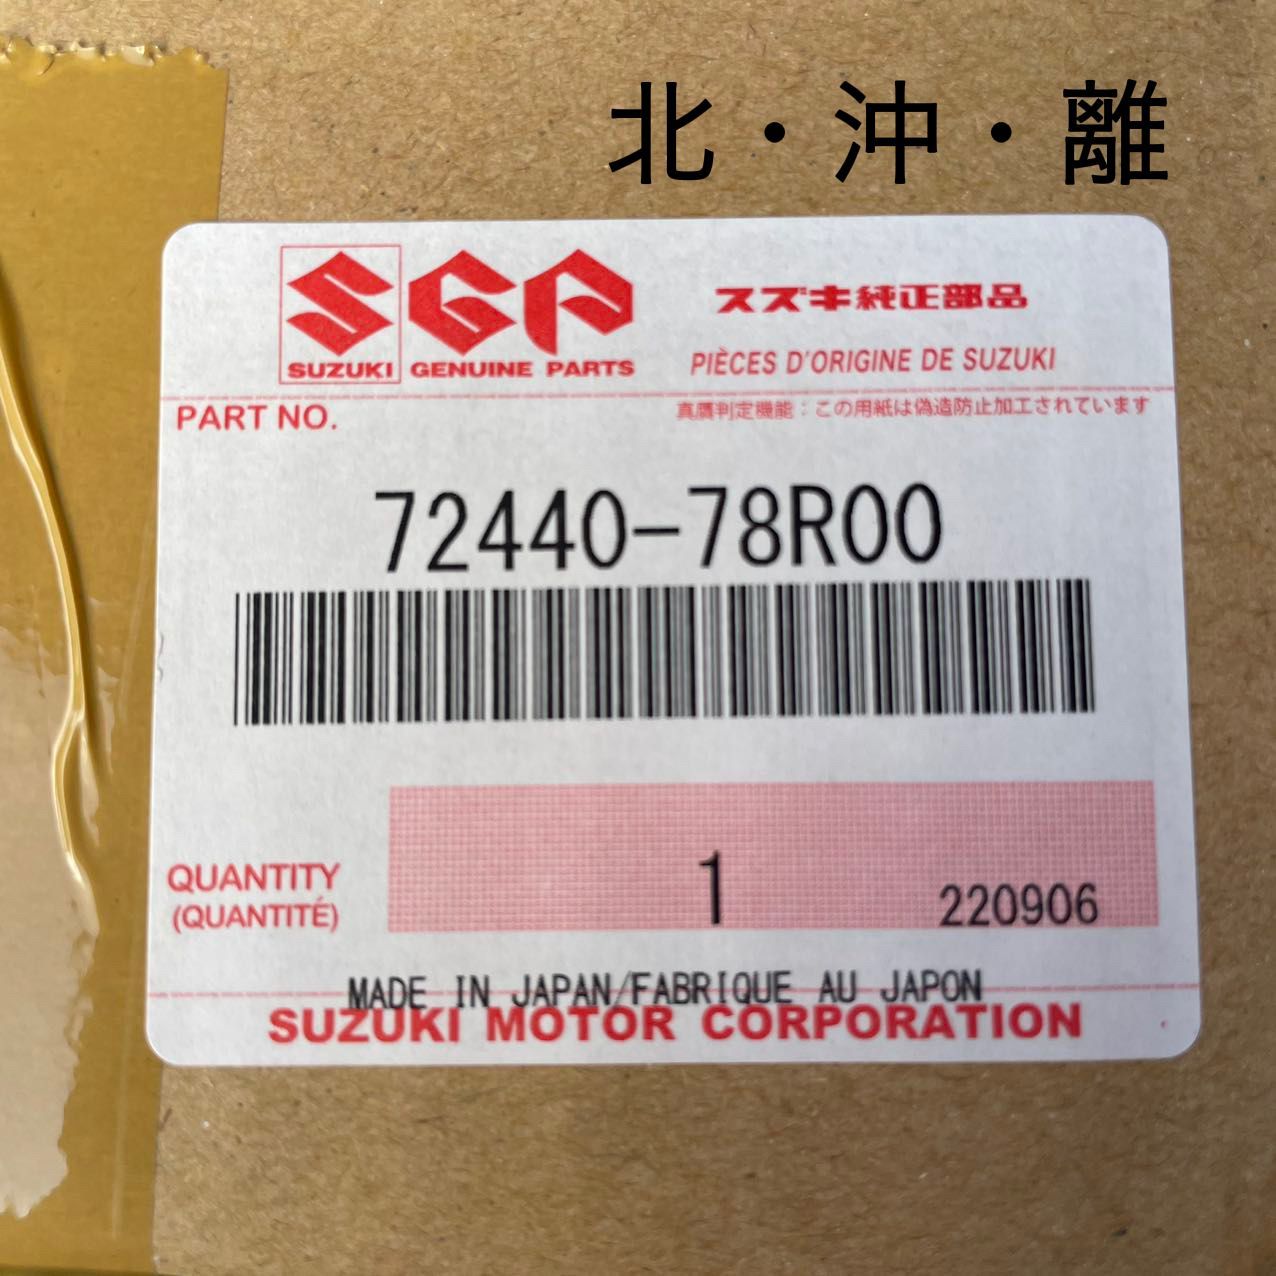 北・沖・離
SGP
SUZUKI GENUINE PARTS
スズキ純正部品
PIÈCES D'ORIGINE DE SUZUKI
PART NO.
真贋判定機能：この用紙は偽造防止加工されています
72440-78R00
QUANTITY
(QUANTITÉ)
1
220906
MADE IN JAPAN/FABRIQUE AU JAPON
SUZUKI MOTOR CORPORATION